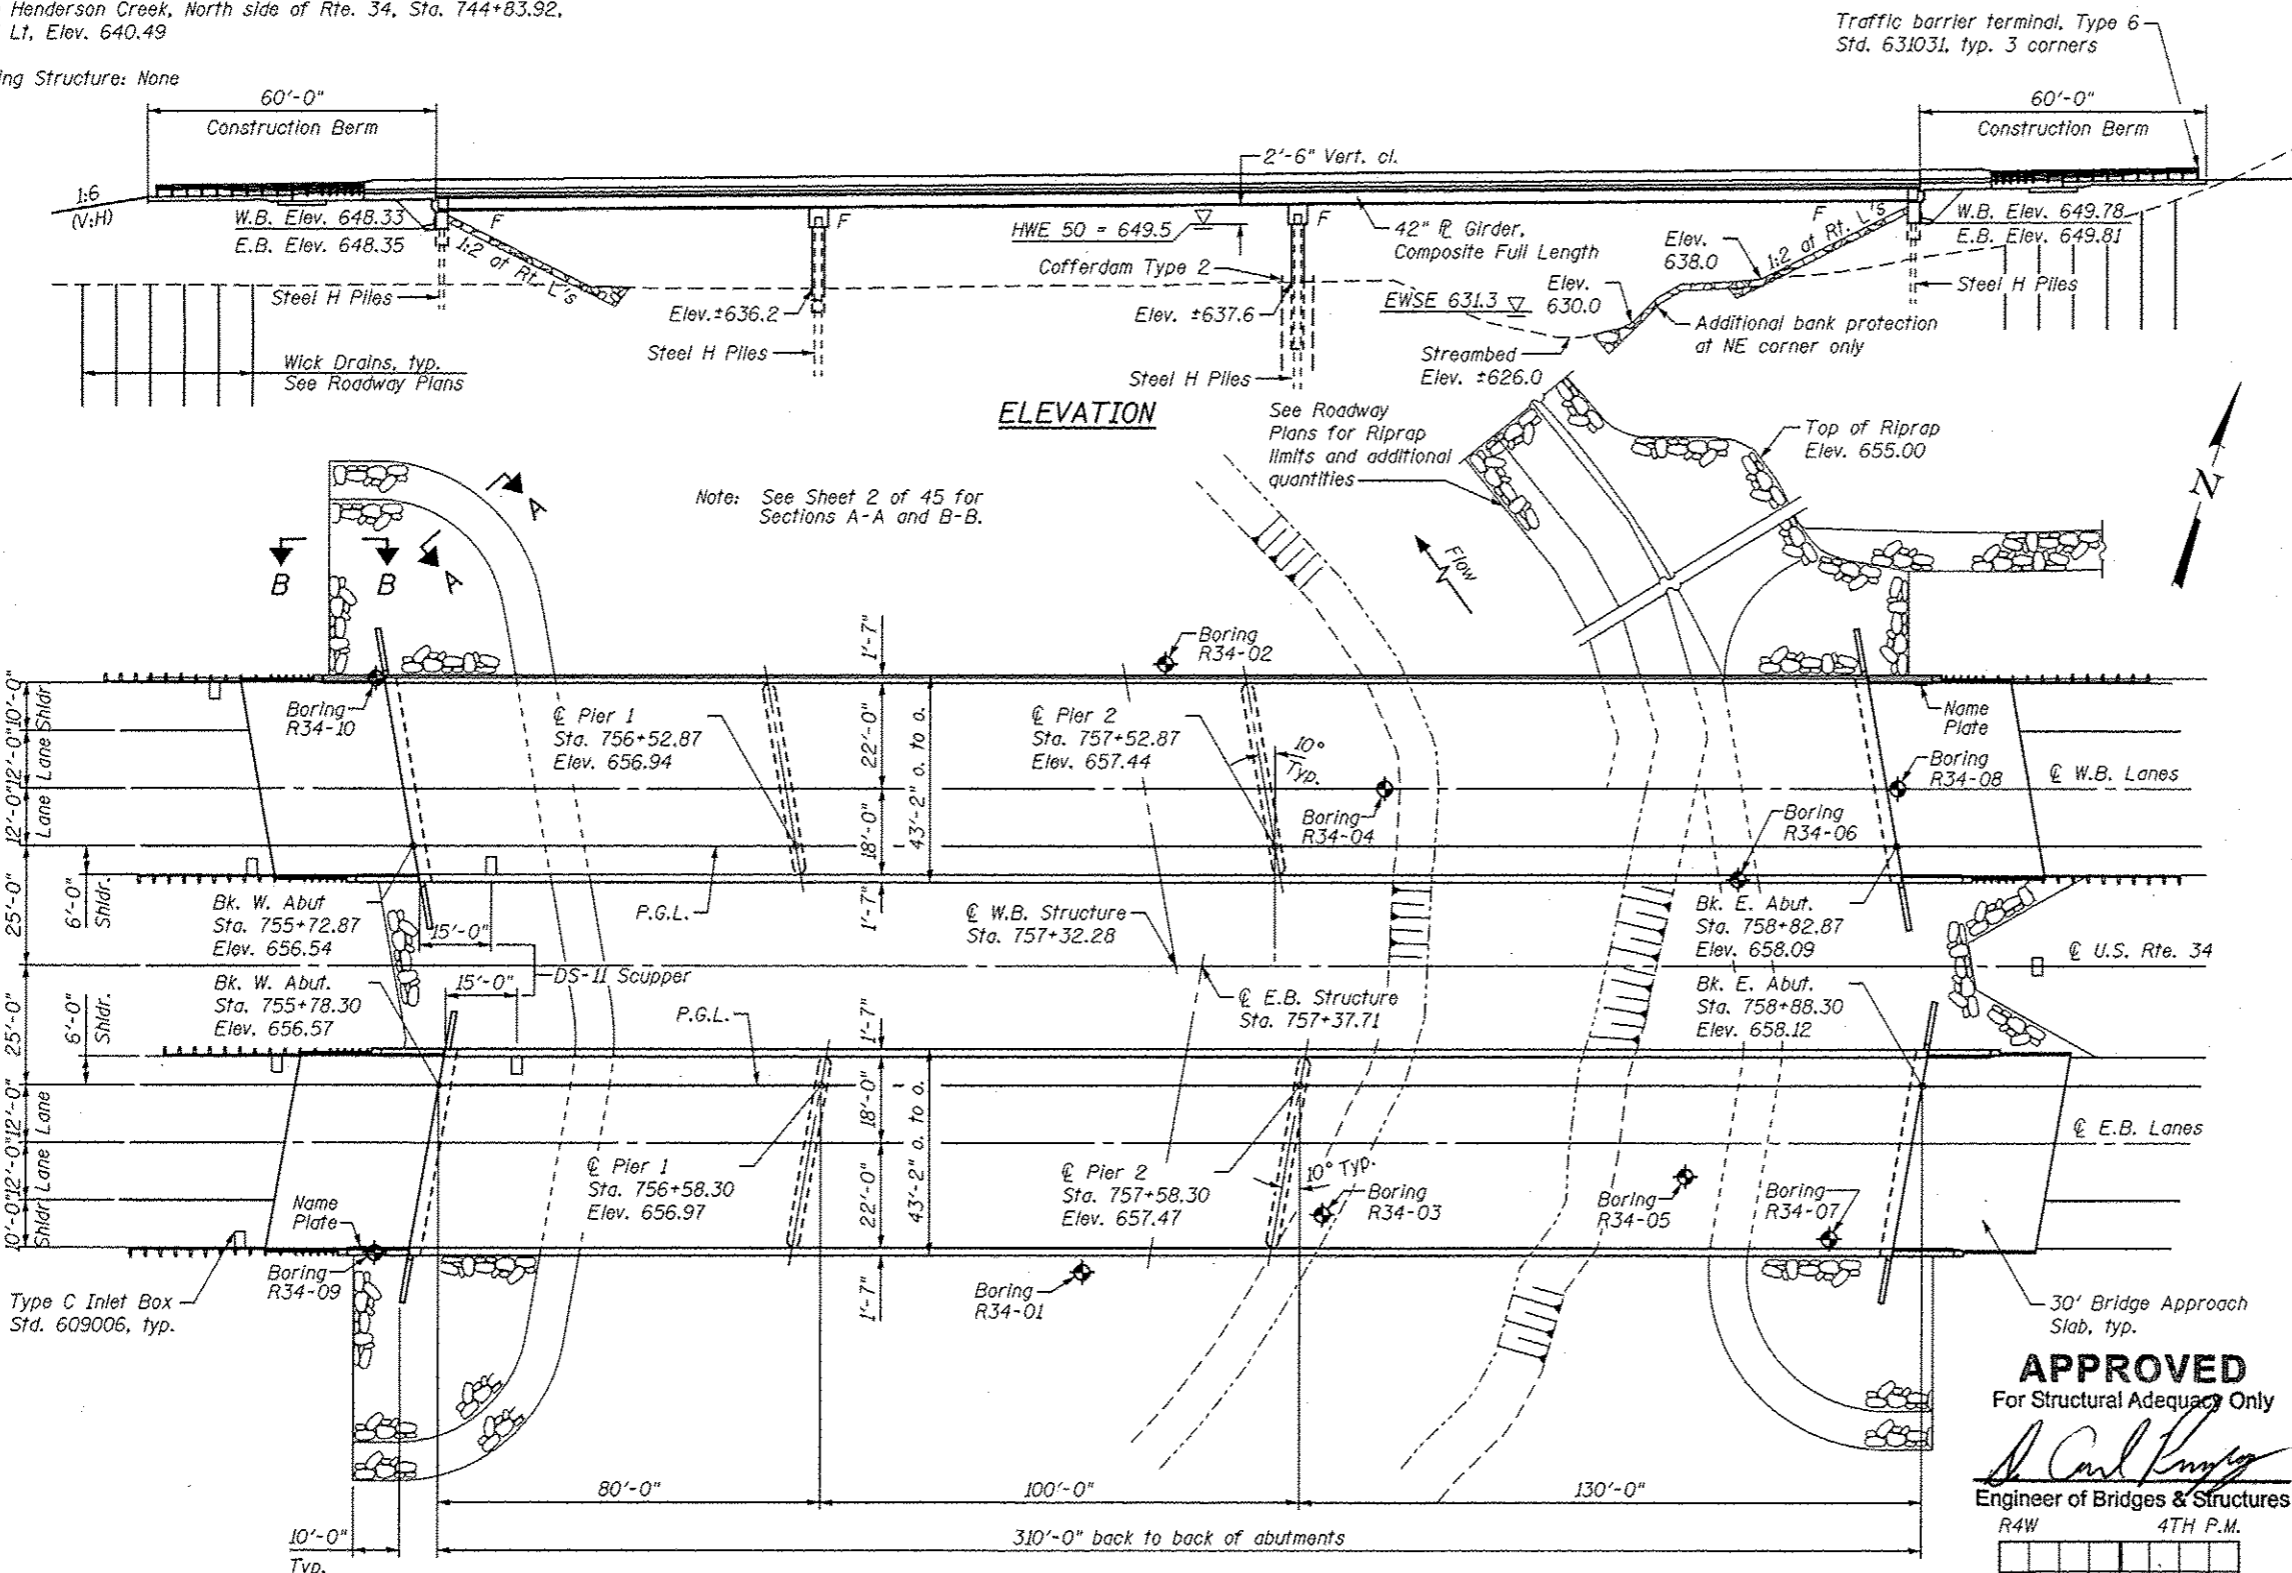 Henderson Creek, North side of Rte. 34, Sta. 744+83.92,
Lt, Elev. 640.49
ing Structure: None
Traffic barrier terminal, Type 6
Std. 631031, typ. 3 corners
60'-0"
Construction Berm
60'-0"
Construction Berm
2'-6" Vert. cl.
1:6
(V:H)
W.B. Elev. 648.33
E.B. Elev. 648.35
F
1:2 at Rt. L's
F
HWE 50 = 649.5
F
42" ℞ Girder,
Composite Full Length
Elev.
638.0
F
1:2 at Rt. L's
W.B. Elev. 649.78
E.B. Elev. 649.81
Steel H Piles
Cofferdam Type 2
Elev.
630.0
Steel H Piles
Elev.±636.2
Elev. ±637.6
EWSE 631.3
Additional bank protection
at NE corner only
Steel H Piles
Wick Drains, typ.
See Roadway Plans
Steel H Piles
Streambed
Elev. ±626.0
ELEVATION
See Roadway
Plans for Riprap
limits and additional
quantities
Top of Riprap
Elev. 655.00
N
Note: See Sheet 2 of 45 for
Sections A-A and B-B.
A
A
B
B
Flow
Boring
R34-02
1'-7"
Boring
R34-10
℄ Pier 1
Sta. 756+52.87
Elev. 656.94
22'-0"
43'-2" o. to o.
18'-0"
1'-7"
℄ Pier 2
Sta. 757+52.87
Elev. 657.44
10°
Typ.
Name
Plate
Boring
R34-08
℄ W.B. Lanes
Boring
R34-04
Boring
R34-06
10'-0"
Shldr
12'-0"
Lane
12'-0"
Lane
25'-0"
6'-0"
Shldr.
Bk. W. Abut
Sta. 755+72.87
Elev. 656.54
15'-0"
P.G.L.
℄ W.B. Structure
Sta. 757+32.28
Bk. E. Abut.
Sta. 758+82.87
Elev. 658.09
℄ U.S. Rte. 34
DS-11 Scupper
Bk. W. Abut.
Sta. 755+78.30
Elev. 656.57
15'-0"
P.G.L.
℄ E.B. Structure
Sta. 757+37.71
Bk. E. Abut.
Sta. 758+88.30
Elev. 658.12
25'-0"
6'-0"
Shldr.
1'-7"
18'-0"
43'-2" o. to o.
22'-0"
1'-7"
12'-0"
Lane
12'-0"
Lane
10'-0"
Shldr
℄ E.B. Lanes
℄ Pier 1
Sta. 756+58.30
Elev. 656.97
℄ Pier 2
Sta. 757+58.30
Elev. 657.47
10° Typ.
Boring
R34-03
Boring
R34-05
Boring
R34-07
Name
Plate
Boring
R34-09
Boring
R34-01
Type C Inlet Box
Std. 609006, typ.
30' Bridge Approach
Slab, typ.
APPROVED
For Structural Adequacy Only
Engineer of Bridges & Structures
80'-0"
100'-0"
130'-0"
10'-0"
Typ.
310'-0" back to back of abutments
R4W
4TH P.M.